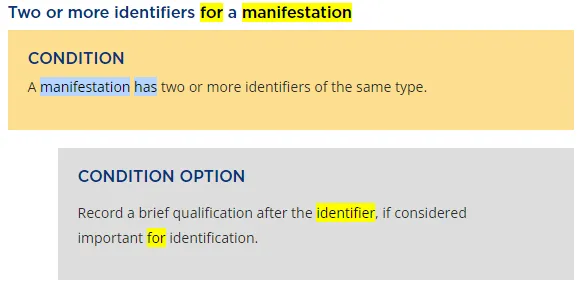 Two or more identifiers for a manifestation
CONDITION
A manifestation has two or more identifiers of the same type.
CONDITION OPTION
Record a brief qualification after the identifier, if considered
important for identification.